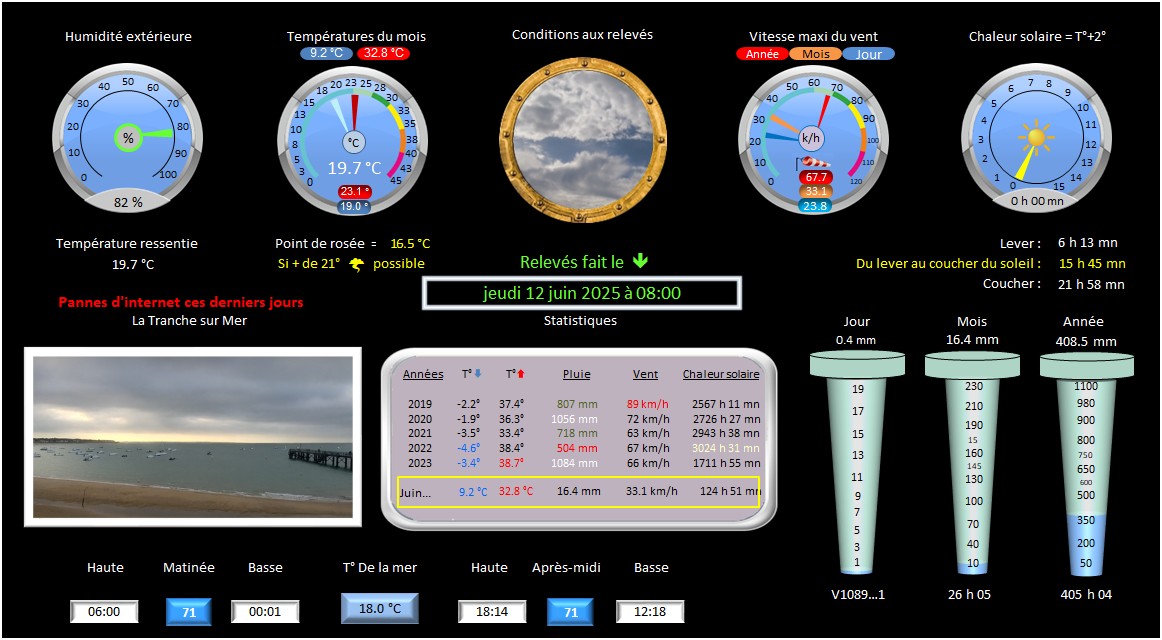 Humidité extérieure
Températures du mois
9.2 °C 32.8 °C
Conditions aux relevés
Vitesse maxi du vent
Année Mois Jour
Chaleur solaire = T°+2°
0 10 20 30 40 50 60 70 80 90 100
%
82 %
0 3 5 8 10 13 15 18 20 23 25 28 30 33 35 38 40 43 45
°C
19.7 °C
23.1 °
19.0 °
0 10 20 30 40 50 60 70 80 90 100 110 120
k/h
67.7
33.1
23.8
0 1 2 3 4 5 6 7 8 9 10 11 12 13 14 15
0 h 00 mn
Température ressentie
19.7 °C
Point de rosée = 16.5 °C
Si + de 21° possible
Relevés fait le
jeudi 12 juin 2025 à 08:00
Lever : 6 h 13 mn
Du lever au coucher du soleil : 15 h 45 mn
Coucher : 21 h 58 mn
Pannes d'internet ces derniers jours
La Tranche sur Mer
Statistiques
Années T° T° Pluie Vent Chaleur solaire
2019 -2.2° 37.4° 807 mm 89 km/h 2567 h 11 mn
2020 -1.9° 36.3° 1056 mm 72 km/h 2726 h 27 mn
2021 -3.5° 33.4° 718 mm 63 km/h 2943 h 38 mn
2022 -4.6° 38.4° 504 mm 67 km/h 3024 h 31 mn
2023 -3.4° 38.7° 1084 mm 66 km/h 1711 h 55 mn
Juin... 9.2 °C 32.8 °C 16.4 mm 33.1 km/h 124 h 51 mn
Jour
0.4 mm
19
17
15
13
11
9
7
5
3
1
V1089...1
Mois
16.4 mm
230
210
190
15
160
145
130
100
70
40
10
26 h 05
Année
408.5 mm
1100
980
900
800
750
650
600
500
350
200
50
405 h 04
Haute Matinée Basse T° De la mer Haute Après-midi Basse
06:00 71 00:01 18.0 °C 18:14 71 12:18